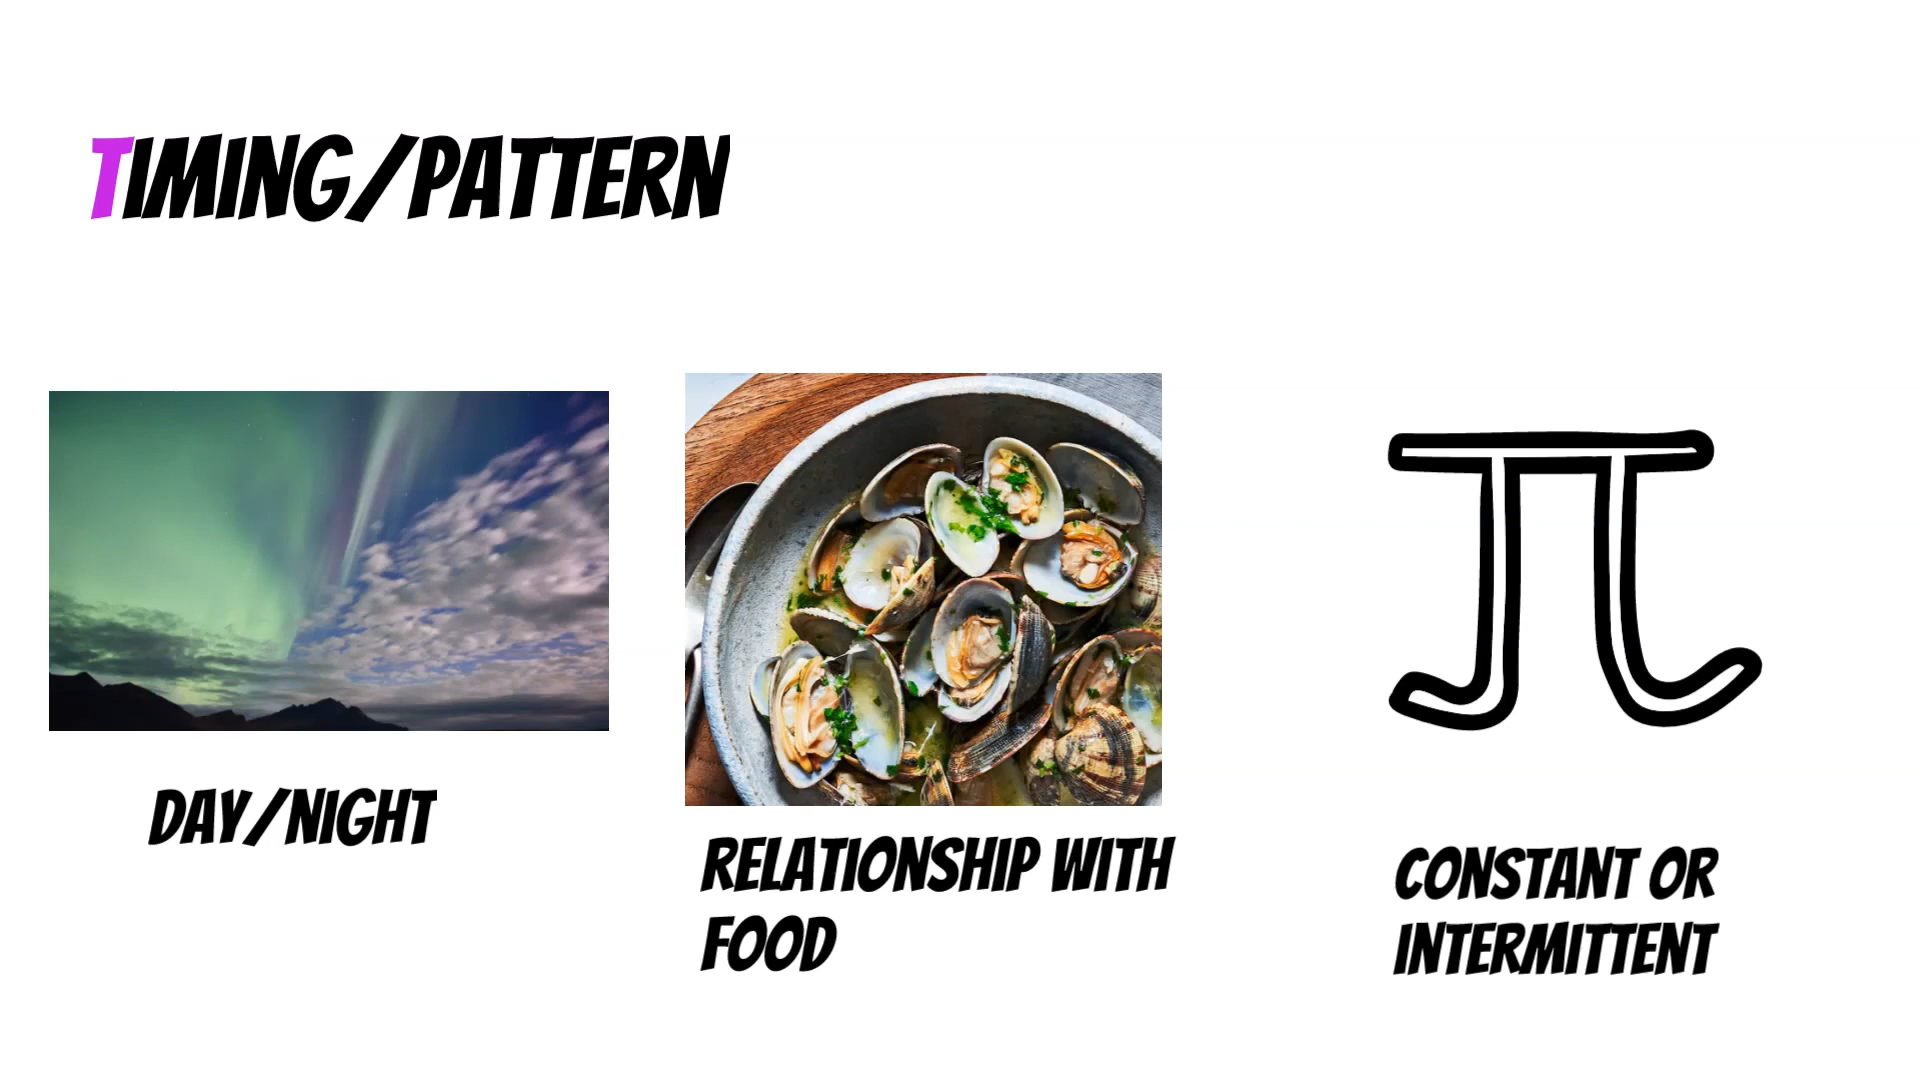 TIMING/PATTERN
DAY/NIGHT
RELATIONSHIP WITH
FOOD
π
CONSTANT OR
INTERMITTENT